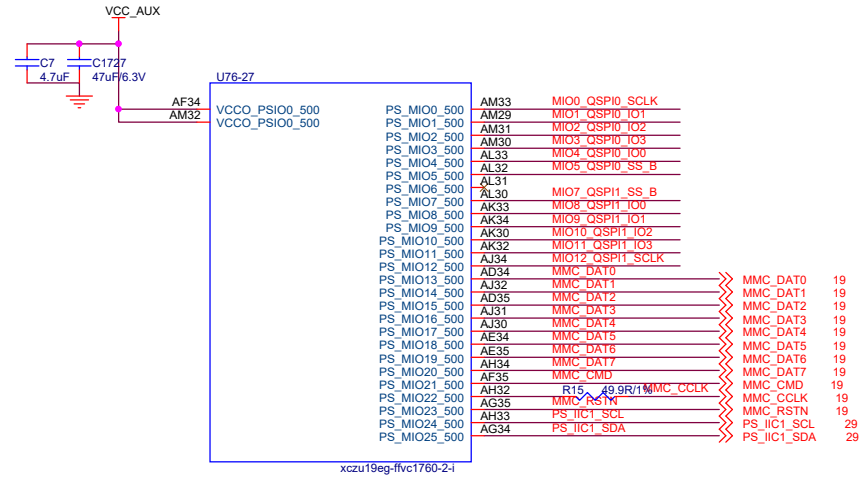 VCC_AUX
C7
4.7uF
C1727
47uF/6.3V
U76-27
AF34 VCCO_PSIO0_500
AM32 VCCO_PSIO0_500
PS_MIO0_500 AM33 MIO0_QSPI0_SCLK
PS_MIO1_500 AM29 MIO1_QSPI0_IO1
PS_MIO2_500 AM31 MIO2_QSPI0_IO2
PS_MIO3_500 AM30 MIO3_QSPI0_IO3
PS_MIO4_500 AL33 MIO4_QSPI0_IO0
PS_MIO5_500 AL32 MIO5_QSPI0_SS_B
PS_MIO6_500 AL31
PS_MIO7_500 AL30 MIO7_QSPI1_SS_B
PS_MIO8_500 AK33 MIO8_QSPI1_IO0
PS_MIO9_500 AK34 MIO9_QSPI1_IO1
PS_MIO10_500 AK30 MIO10_QSPI1_IO2
PS_MIO11_500 AK32 MIO11_QSPI1_IO3
PS_MIO12_500 AJ34 MIO12_QSPI1_SCLK
PS_MIO13_500 AD34 MMC_DAT0 MMC_DAT0 19
PS_MIO14_500 AJ32 MMC_DAT1 MMC_DAT1 19
PS_MIO15_500 AD35 MMC_DAT2 MMC_DAT2 19
PS_MIO16_500 AJ31 MMC_DAT3 MMC_DAT3 19
PS_MIO17_500 AJ30 MMC_DAT4 MMC_DAT4 19
PS_MIO18_500 AE34 MMC_DAT5 MMC_DAT5 19
PS_MIO19_500 AE35 MMC_DAT6 MMC_DAT6 19
PS_MIO20_500 AH34 MMC_DAT7 MMC_DAT7 19
PS_MIO21_500 AF35 MMC_CMD MMC_CMD 19
PS_MIO22_500 AH32 R15 49.9R/1% MMC_CCLK MMC_CCLK 19
PS_MIO23_500 AG35 MMC_RSTN MMC_RSTN 19
PS_MIO24_500 AH33 PS_IIC1_SCL PS_IIC1_SCL 29
PS_MIO25_500 AG34 PS_IIC1_SDA PS_IIC1_SDA 29
xczu19eg-ffvc1760-2-i